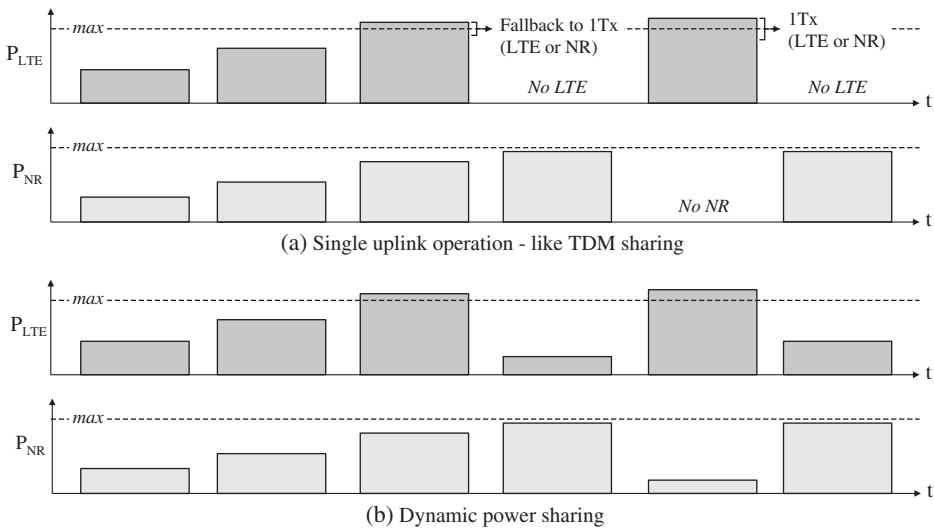 max
Fallback to 1Tx
(LTE or NR)
1Tx
(LTE or NR)
P_LTE
No LTE
No LTE
t
max
P_NR
No NR
t
(a) Single uplink operation - like TDM sharing
max
P_LTE
t
max
P_NR
t
(b) Dynamic power sharing